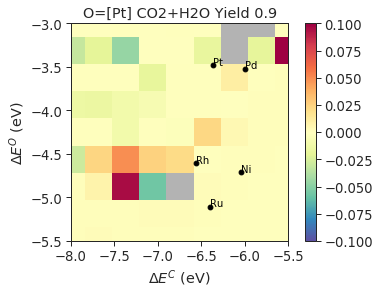 O=[Pt] CO2+H2O Yield 0.9
−3.0
−3.5
−4.0
−4.5
−5.0
−5.5
ΔE^O (eV)
Pt
Pd
Rh
Ni
Ru
−8.0 −7.5 −7.0 −6.5 −6.0 −5.5
ΔE^C (eV)
0.100
0.075
0.050
0.025
0.000
−0.025
−0.050
−0.075
−0.100